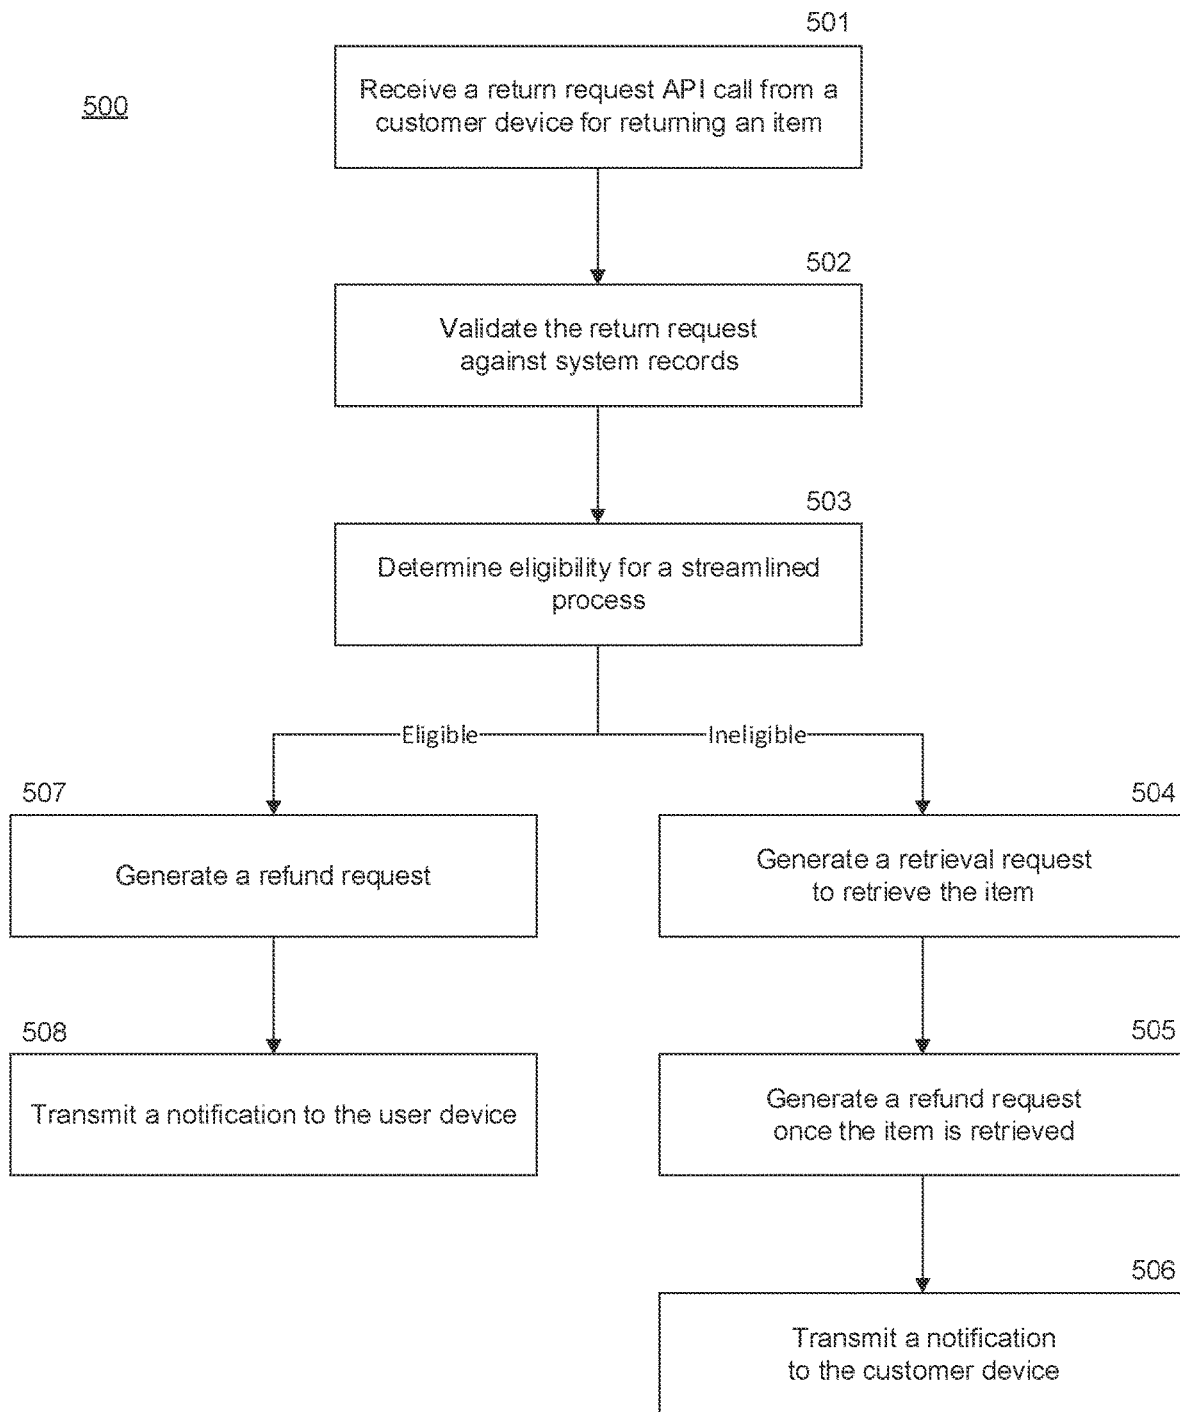 501
500
Receive a return request API call from a
customer device for returning an item
502
Validate the return request
against system records
503
Determine eligibility for a streamlined
process
Eligible
Ineligible
507
Generate a refund request
504
Generate a retrieval request
to retrieve the item
508
Transmit a notification to the user device
505
Generate a refund request
once the item is retrieved
506
Transmit a notification
to the customer device